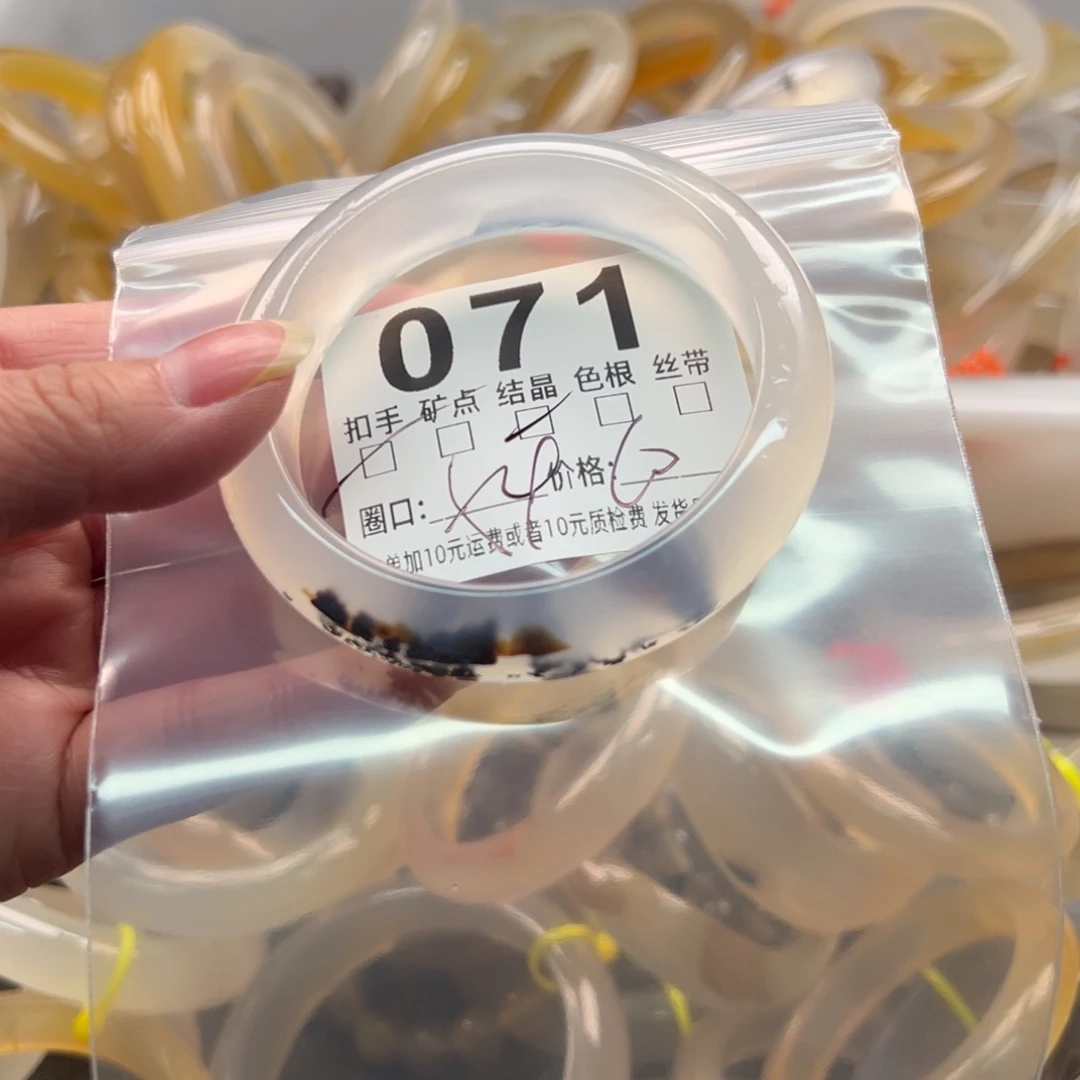 071
扣手 矿点 结晶 色根 丝带
圈口： 价格：
加10元运费或者10元质检费 发货